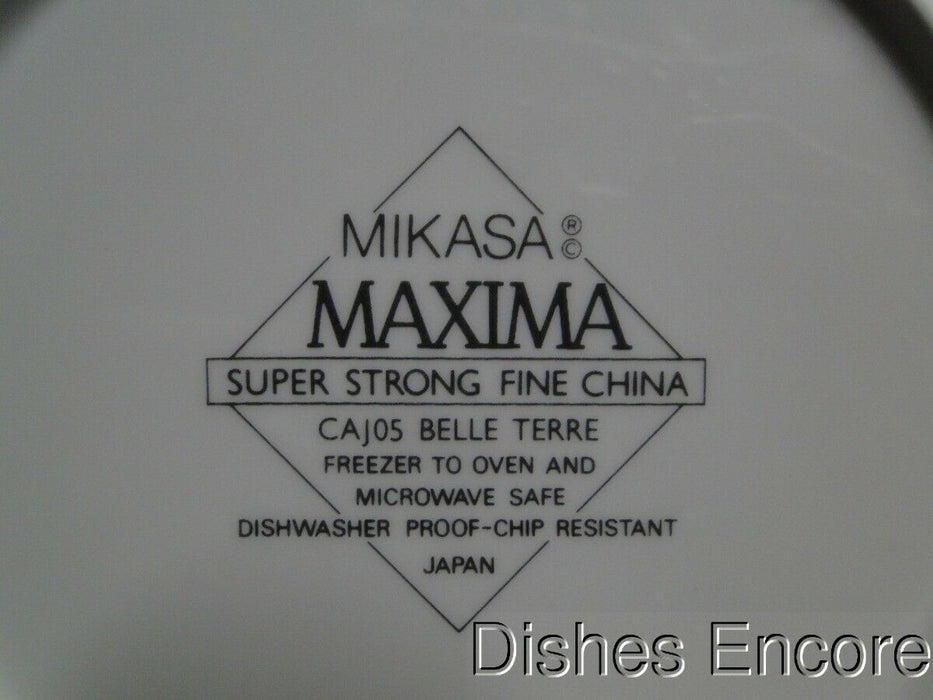 MIKASA ® ©
MAXIMA
SUPER STRONG FINE CHINA
CAJ05 BELLE TERRE
FREEZER TO OVEN AND
MICROWAVE SAFE
DISHWASHER PROOF-CHIP RESISTANT
JAPAN
Dishes Encore